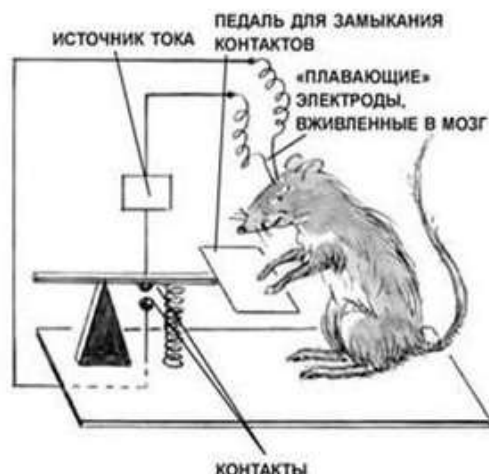 ИСТОЧНИК ТОКА
ПЕДАЛЬ ДЛЯ ЗАМЫКАНИЯ
КОНТАКТОВ
«ПЛАВАЮЩИЕ»
ЭЛЕКТРОДЫ,
ВЖИВЛЕННЫЕ В МОЗГ
КОНТАКТЫ